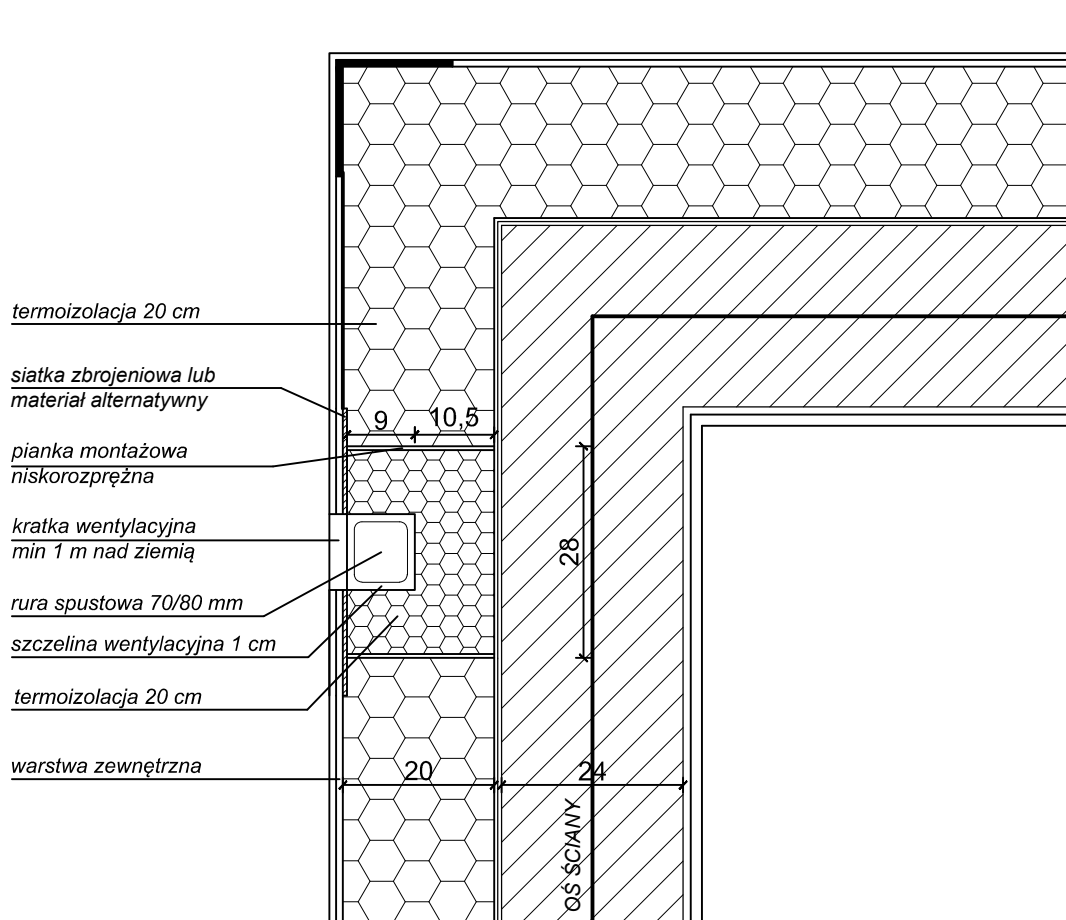 termoizolacja 20 cm
siatka zbrojeniowa lub
materiał alternatywny
9
10,5
pianka montażowa
niskorozprężna
kratka wentylacyjna
min 1 m nad ziemią
28
rura spustowa 70/80 mm
szczelina wentylacyjna 1 cm
termoizolacja 20 cm
warstwa zewnętrzna
20
24
OŚ ŚCIANY